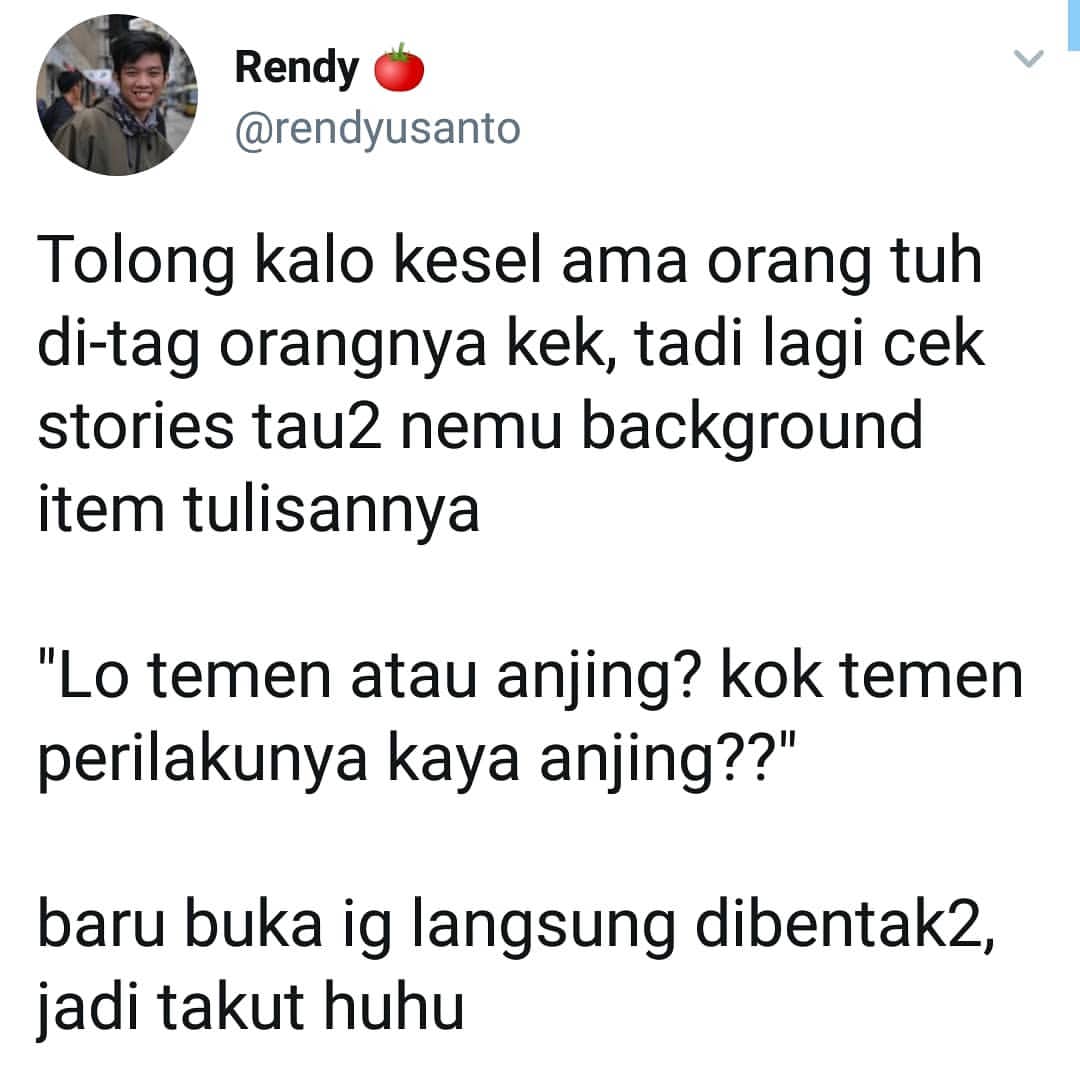 Rendy 🍅
@rendyusanto
Tolong kalo kesel ama orang tuh
di-tag orangnya kek, tadi lagi cek
stories tau2 nemu background
item tulisannya
"Lo temen atau anjing? kok temen
perilakunya kaya anjing??"
baru buka ig langsung dibentak2,
jadi takut huhu